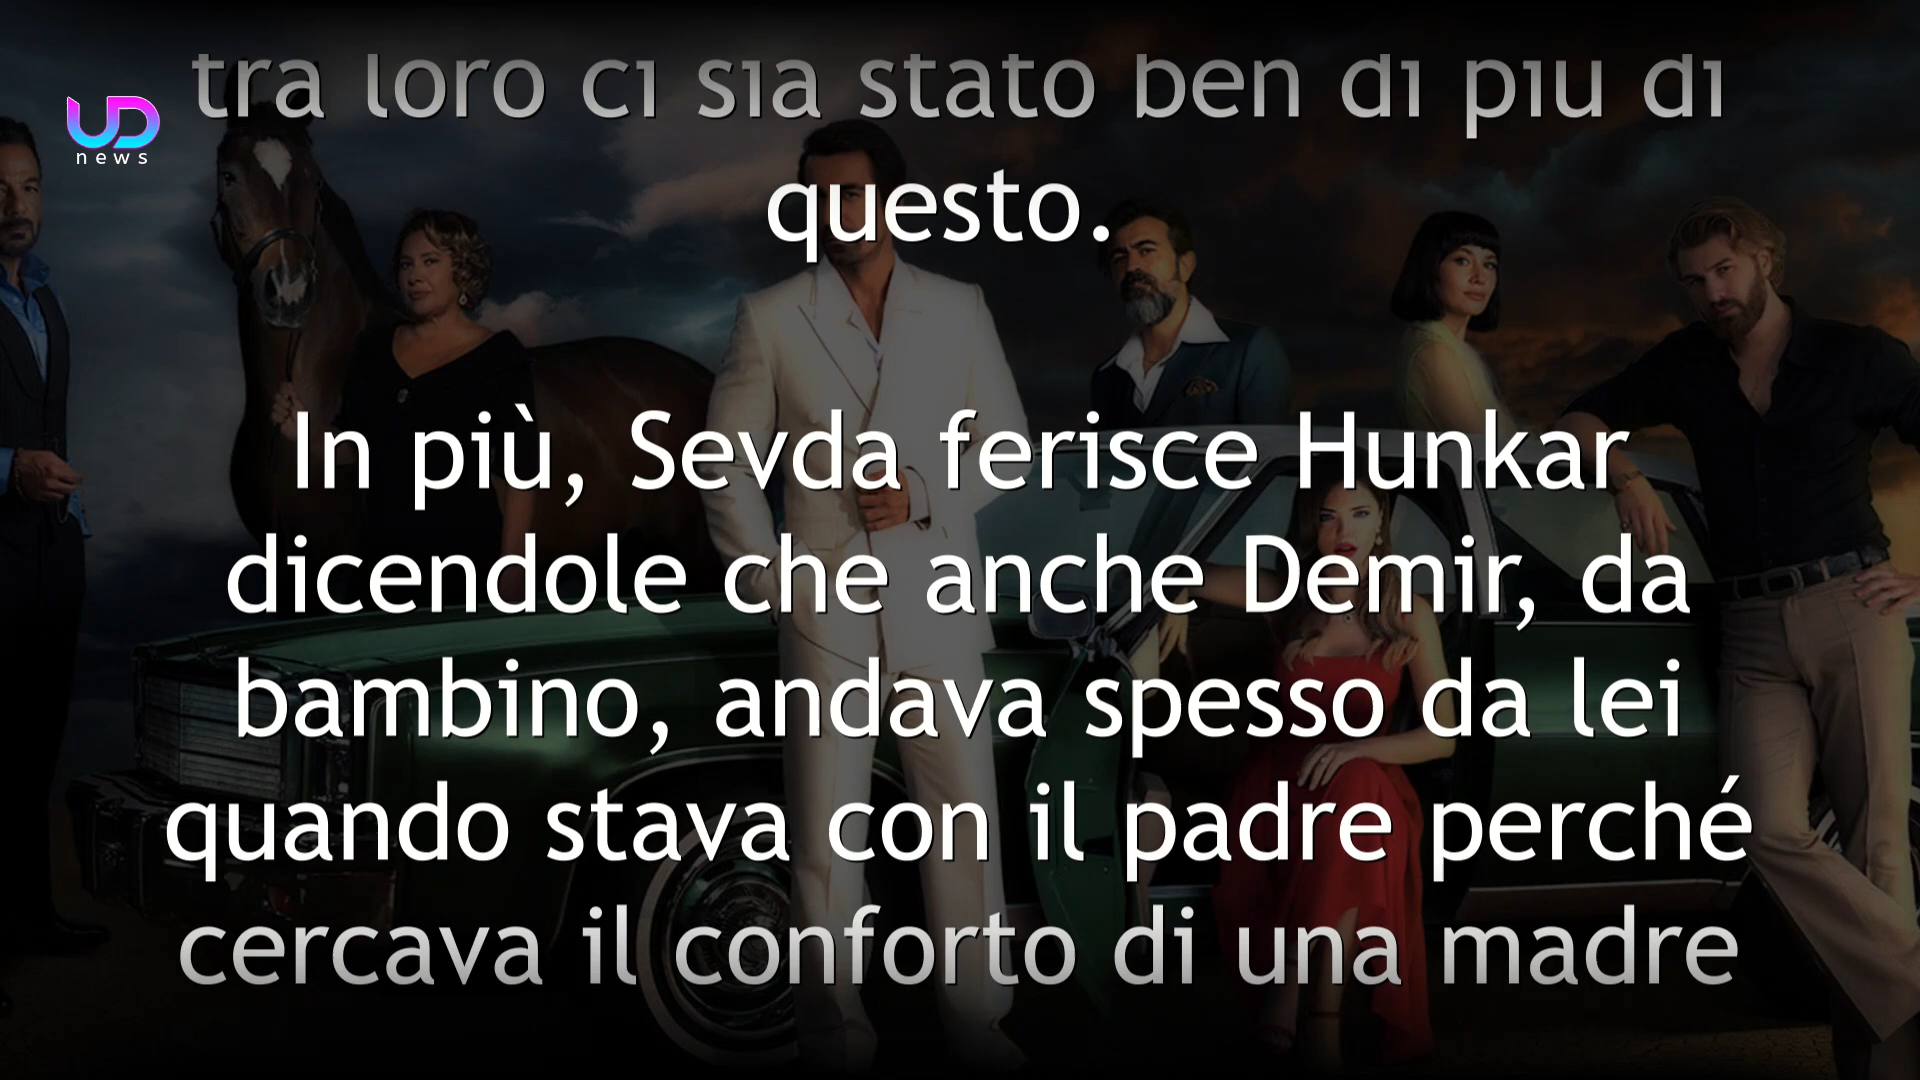 tra loro ci sia stato ben di più di
UD
news
questo.
In più, Sevda ferisce Hunkar
dicendole che anche Demir, da
bambino, andava spesso da lei
quando stava con il padre perché
cercava il conforto di una madre